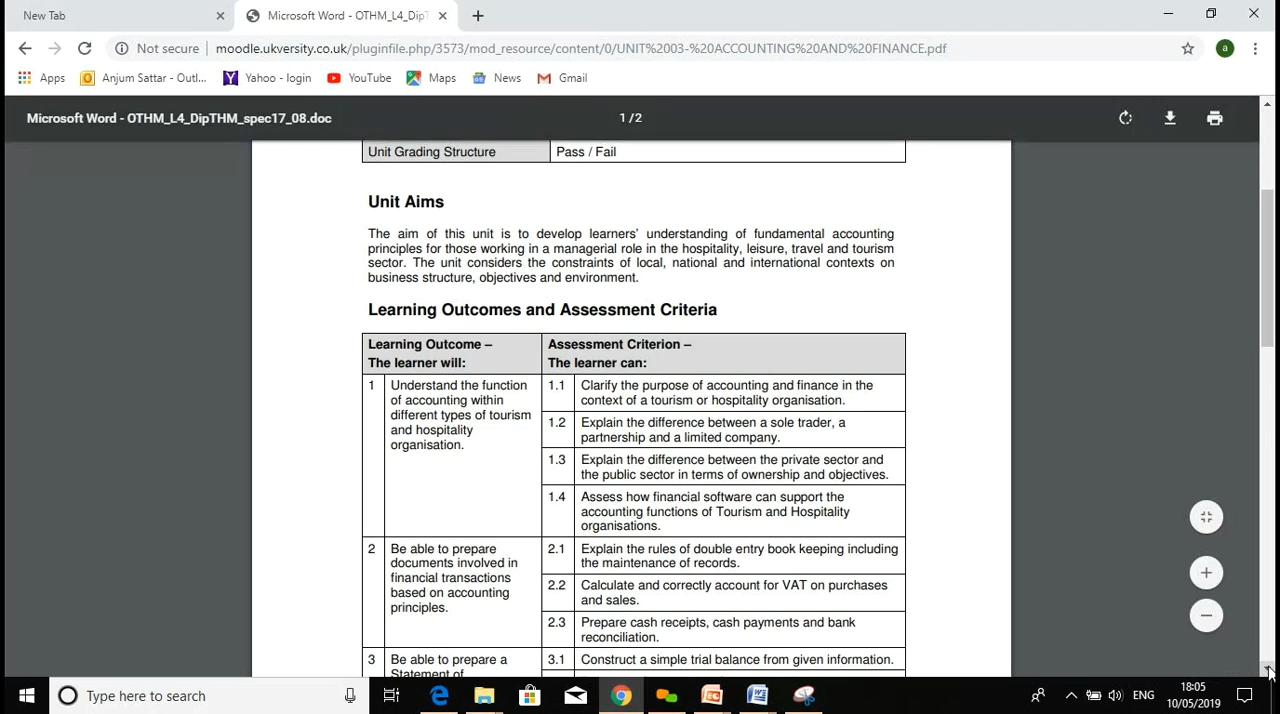 New Tab
Microsoft Word - OTHM_L4_DipT
Not secure
moodle.ukversity.co.uk/pluginfile.php/3573/mod_resource/content/0/UNIT%2003-%20ACCOUNTING%20AND%20FINANCE.pdf
a
Apps
Anjum Sattar - Outl...
Yahoo - login
YouTube
Maps
News
Gmail
Microsoft Word - OTHM_L4_DipTHM_spec17_08.doc
1 / 2
Unit Grading Structure
Pass / Fail
Unit Aims
The aim of this unit is to develop learners' understanding of fundamental accounting
principles for those working in a managerial role in the hospitality, leisure, travel and tourism
sector. The unit considers the constraints of local, national and international contexts on
business structure, objectives and environment.
Learning Outcomes and Assessment Criteria
Learning Outcome –
The learner will:
Assessment Criterion –
The learner can:
1
Understand the function
of accounting within
different types of tourism
and hospitality
organisation.
1.1
Clarify the purpose of accounting and finance in the
context of a tourism or hospitality organisation.
1.2
Explain the difference between a sole trader, a
partnership and a limited company.
1.3
Explain the difference between the private sector and
the public sector in terms of ownership and objectives.
1.4
Assess how financial software can support the
accounting functions of Tourism and Hospitality
organisations.
2
Be able to prepare
documents involved in
financial transactions
based on accounting
principles.
2.1
Explain the rules of double entry book keeping including
the maintenance of records.
2.2
Calculate and correctly account for VAT on purchases
and sales.
2.3
Prepare cash receipts, cash payments and bank
reconciliation.
3
Be able to prepare a
Statement of
3.1
Construct a simple trial balance from given information.
Type here to search
ENG
18:05
10/05/2019